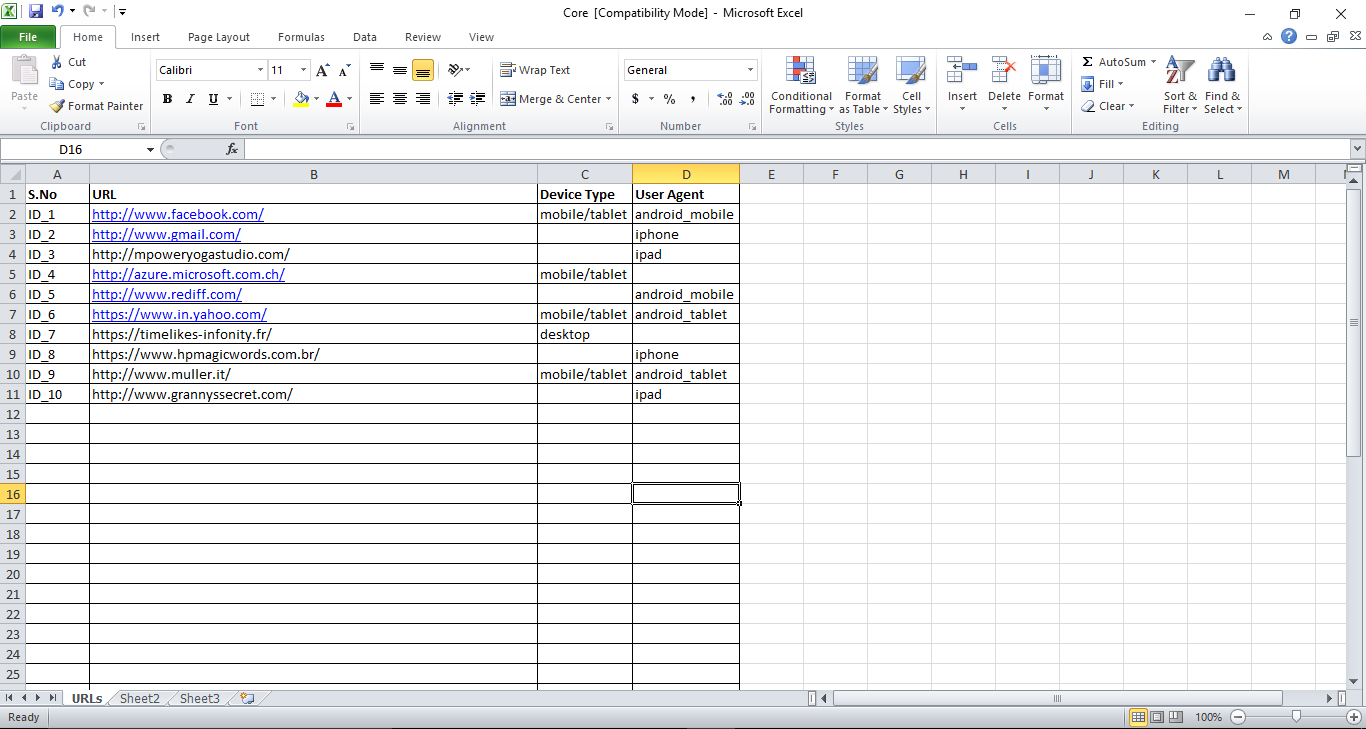 Core [Compatibility Mode] - Microsoft Excel
File Home Insert Page Layout Formulas Data Review View
Paste
Cut
Copy
Format Painter
Clipboard
Calibri 11
B I U
Font
Wrap Text
Merge & Center
Alignment
General
$ % ,
Number
Conditional Formatting
Format as Table
Cell Styles
Styles
Insert Delete Format
Cells
AutoSum
Fill
Clear
Sort & Filter
Find & Select
Editing
D16 fx
A B C D E F G H I J K L M
1 S.No URL Device Type User Agent
2 ID_1 http://www.facebook.com/ mobile/tablet android_mobile
3 ID_2 http://www.gmail.com/ iphone
4 ID_3 http://mpoweryogastudio.com/ ipad
5 ID_4 http://azure.microsoft.com.ch/ mobile/tablet
6 ID_5 http://www.rediff.com/ android_mobile
7 ID_6 https://www.in.yahoo.com/ mobile/tablet android_tablet
8 ID_7 https://timelikes-infonity.fr/ desktop
9 ID_8 https://www.hpmagicwords.com.br/ iphone
10 ID_9 http://www.muller.it/ mobile/tablet android_tablet
11 ID_10 http://www.grannyssecret.com/ ipad
12
13
14
15
16
17
18
19
20
21
22
23
24
25
URLs Sheet2 Sheet3
Ready 100%